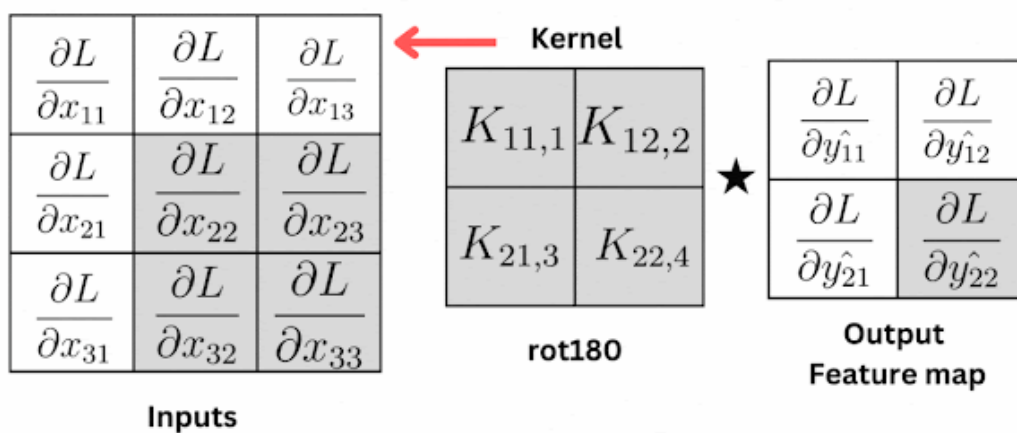 Kernel
∂L/∂x₁₁ ∂L/∂x₁₂ ∂L/∂x₁₃
∂L/∂x₂₁ ∂L/∂x₂₂ ∂L/∂x₂₃
∂L/∂x₃₁ ∂L/∂x₃₂ ∂L/∂x₃₃
Inputs
K₁₁,₁ K₁₂,₂
K₂₁,₃ K₂₂,₄
rot180
★
∂L/∂ŷ₁₁ ∂L/∂ŷ₁₂
∂L/∂ŷ₂₁ ∂L/∂ŷ₂₂
Output
Feature map